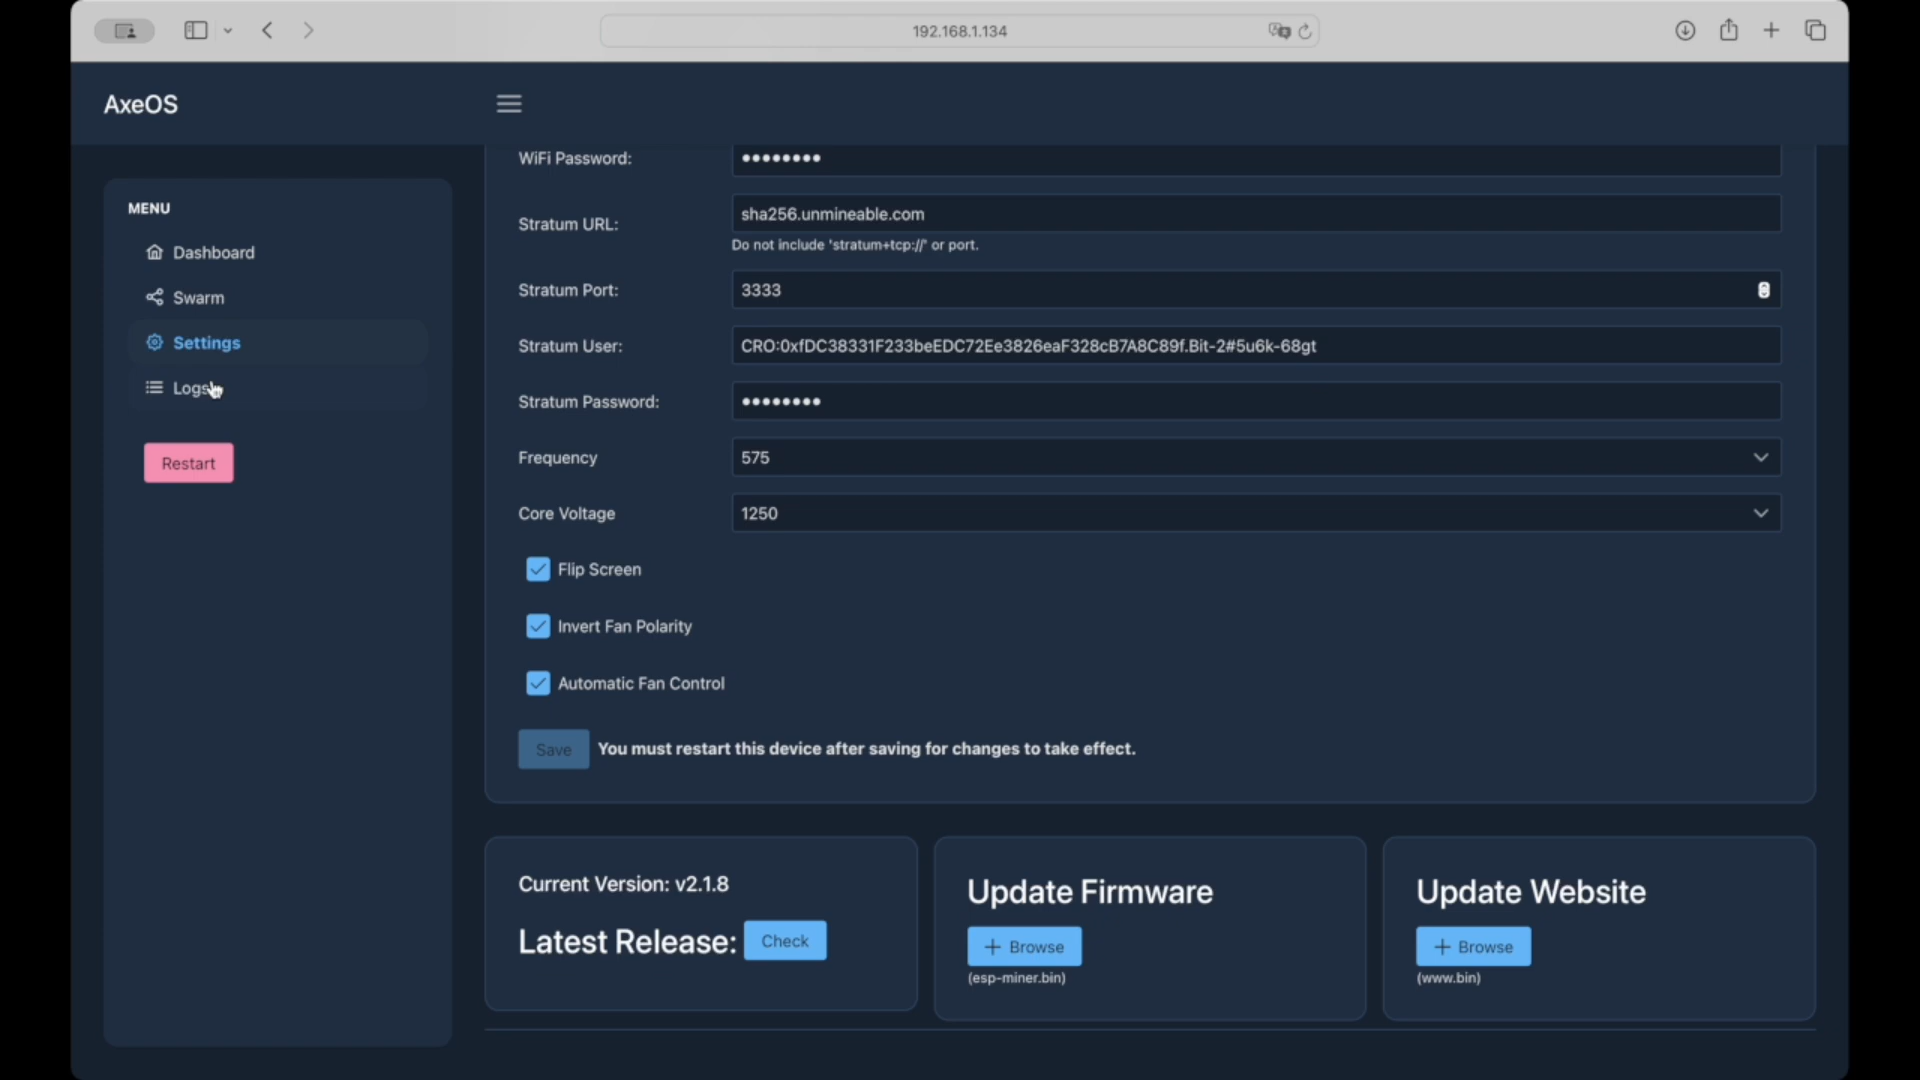 192.168.1.134
AxeOS
MENU
Dashboard
Swarm
Settings
Logs
Restart
WiFi Password: ••••••••
Stratum URL: sha256.unmineable.com
Do not include 'stratum+tcp://' or port.
Stratum Port: 3333
Stratum User: CRO:0xfDC38331F233beEDC72Ee3826eaF328cB7A8C89f.Bit-2#5u6k-68gt
Stratum Password: ••••••••
Frequency 575
Core Voltage 1250
Flip Screen
Invert Fan Polarity
Automatic Fan Control
Save You must restart this device after saving for changes to take effect.
Current Version: v2.1.8
Latest Release: Check
Update Firmware
+ Browse
(esp-miner.bin)
Update Website
+ Browse
(www.bin)